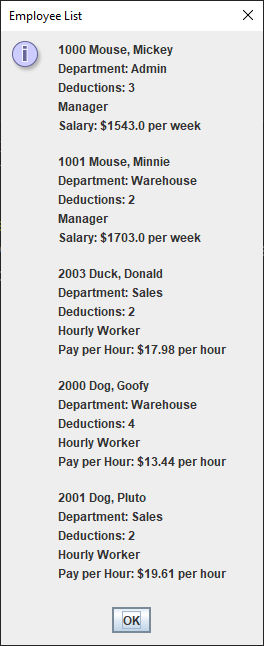 Employee List
1000 Mouse, Mickey
Department: Admin
Deductions: 3
Manager
Salary: $1543.0 per week
1001 Mouse, Minnie
Department: Warehouse
Deductions: 2
Manager
Salary: $1703.0 per week
2003 Duck, Donald
Department: Sales
Deductions: 2
Hourly Worker
Pay per Hour: $17.98 per hour
2000 Dog, Goofy
Department: Warehouse
Deductions: 4
Hourly Worker
Pay per Hour: $13.44 per hour
2001 Dog, Pluto
Department: Sales
Deductions: 2
Hourly Worker
Pay per Hour: $19.61 per hour
OK